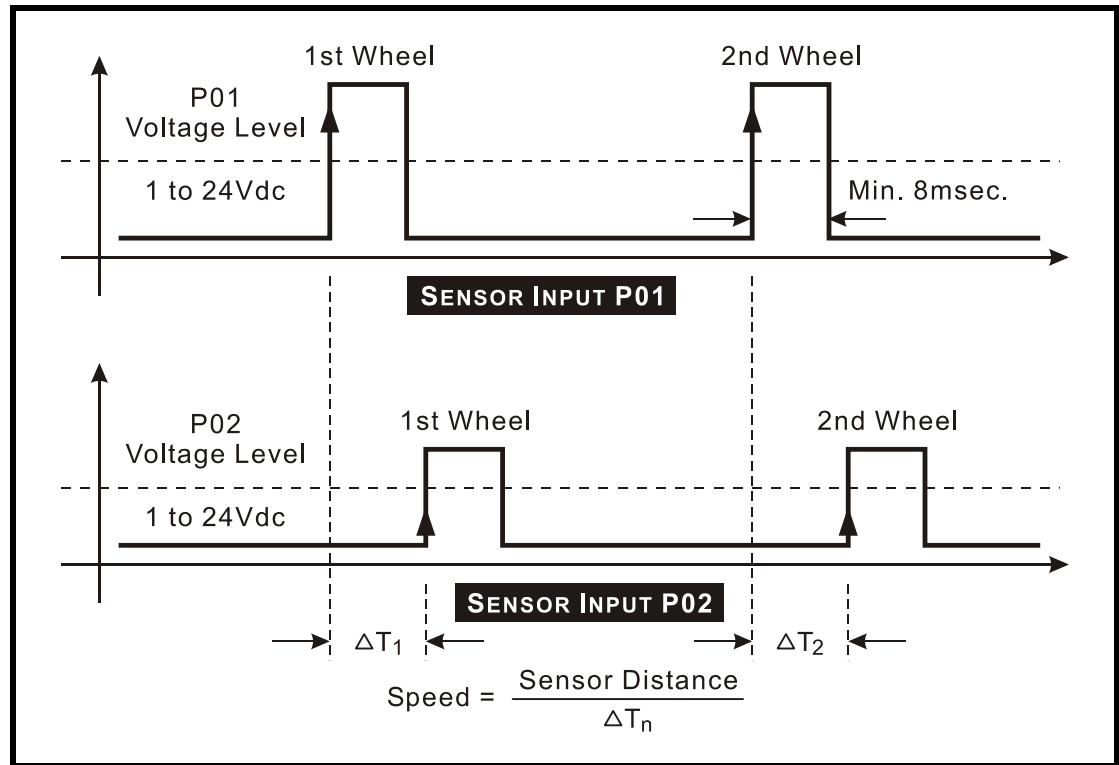 1st Wheel
2nd Wheel
P01
Voltage Level
1 to 24Vdc
Min. 8msec.
SENSOR INPUT P01
P02
Voltage Level
1st Wheel
2nd Wheel
1 to 24Vdc
SENSOR INPUT P02
△T1
△T2
Speed = Sensor Distance
△Tn